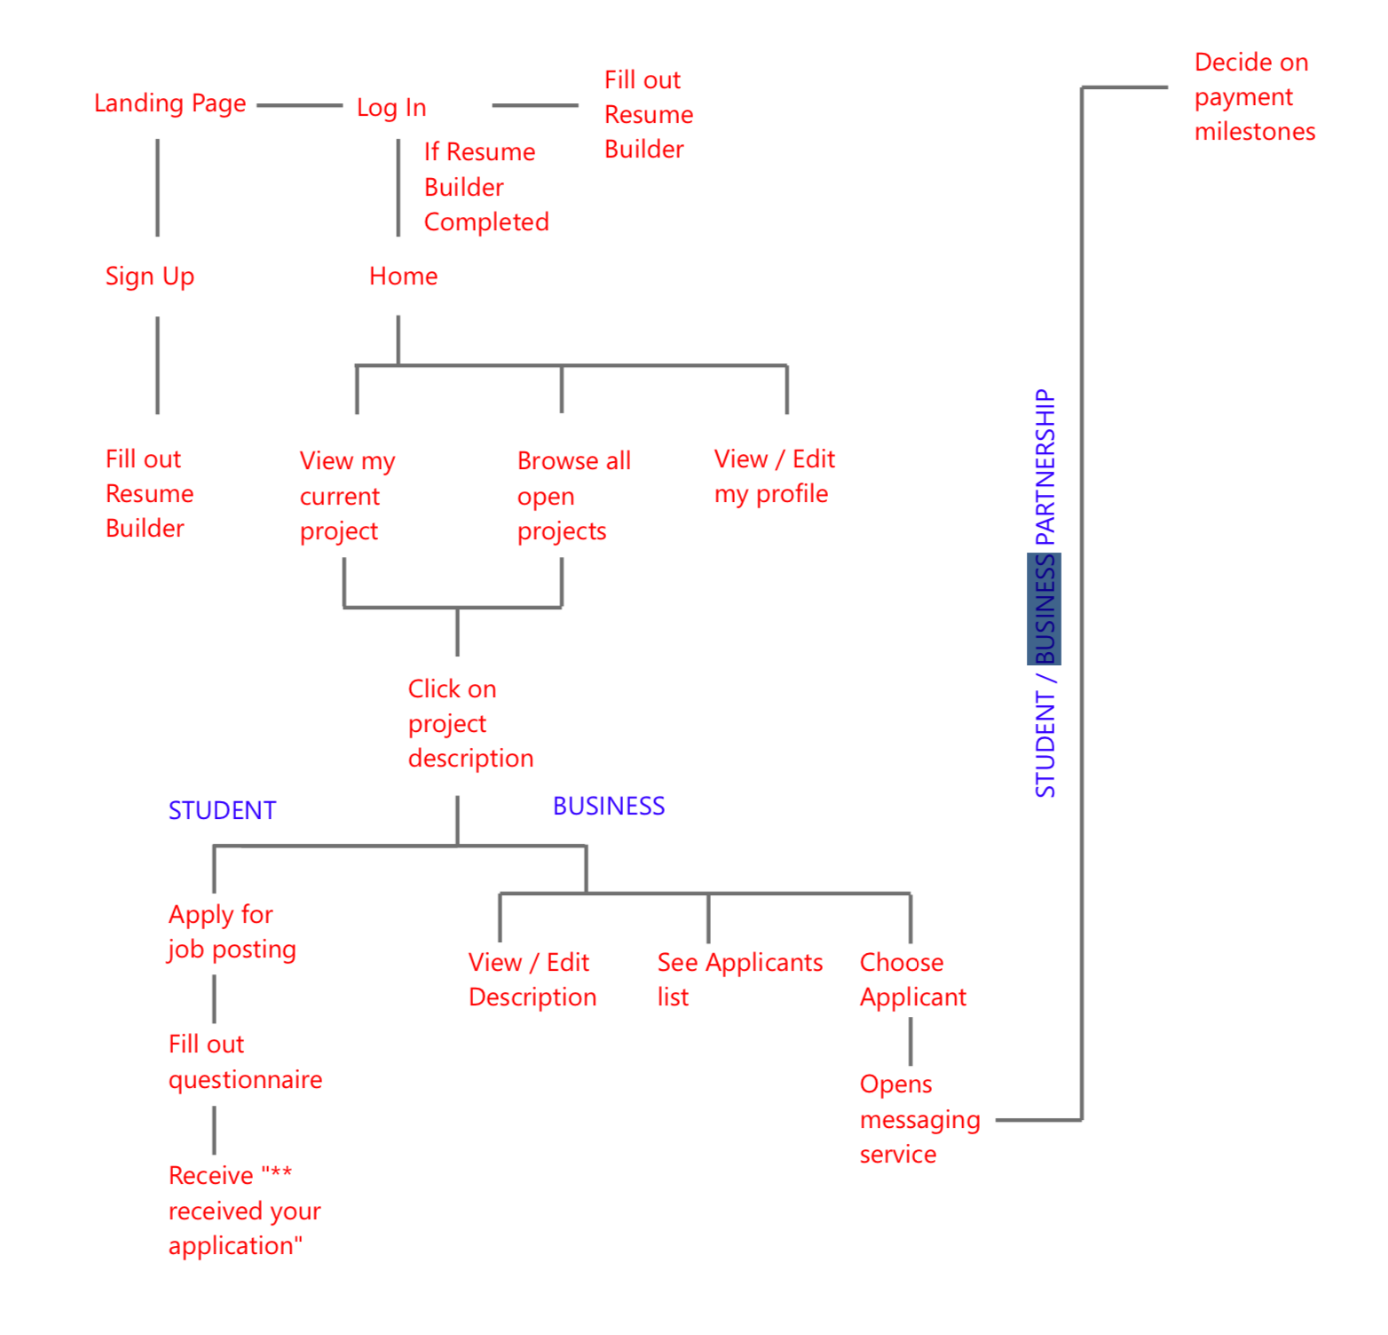 Landing Page
Log In
Fill out
Resume
Builder
Decide on
payment
milestones
If Resume
Builder
Completed
Sign Up
Home
Fill out
Resume
Builder
View my
current
project
Browse all
open
projects
View / Edit
my profile
STUDENT / BUSINESS PARTNERSHIP
Click on
project
description
STUDENT
BUSINESS
Apply for
job posting
View / Edit
Description
See Applicants
list
Choose
Applicant
Fill out
questionnaire
Opens
messaging
service
Receive "**
received your
application"